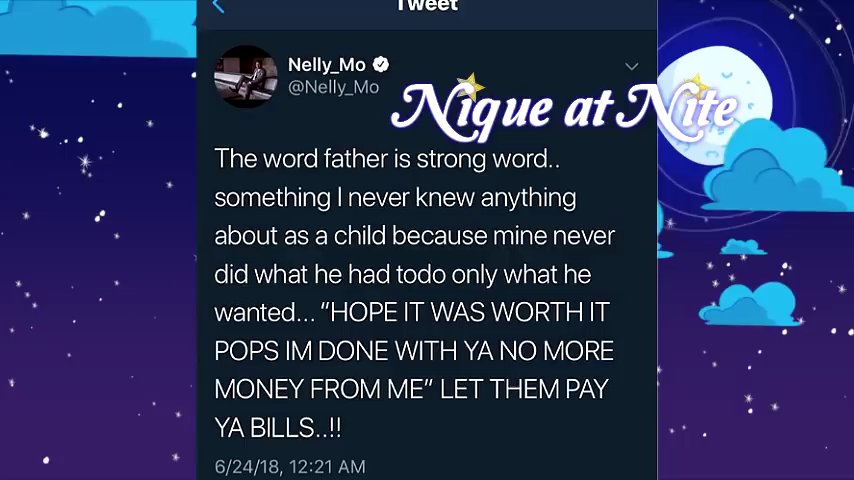 Tweet
Nelly_Mo
@Nelly_Mo
Nique at Nite
The word father is strong word..
something I never knew anything
about as a child because mine never
did what he had todo only what he
wanted... “HOPE IT WAS WORTH IT
POPS IM DONE WITH YA NO MORE
MONEY FROM ME” LET THEM PAY
YA BILLS..!!
6/24/18, 12:21 AM